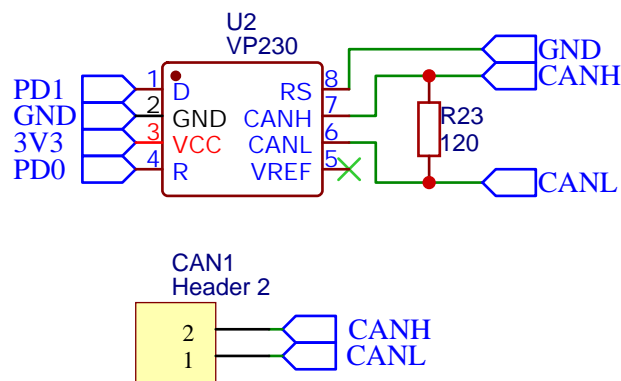 U2
VP230
PD1 1 D RS 8 GND
GND 2 GND CANH 7 CANH
3V3 3 VCC CANL 6 R23
PD0 4 R VREF 5 120
CANL
CAN1
Header 2
2 CANH
1 CANL